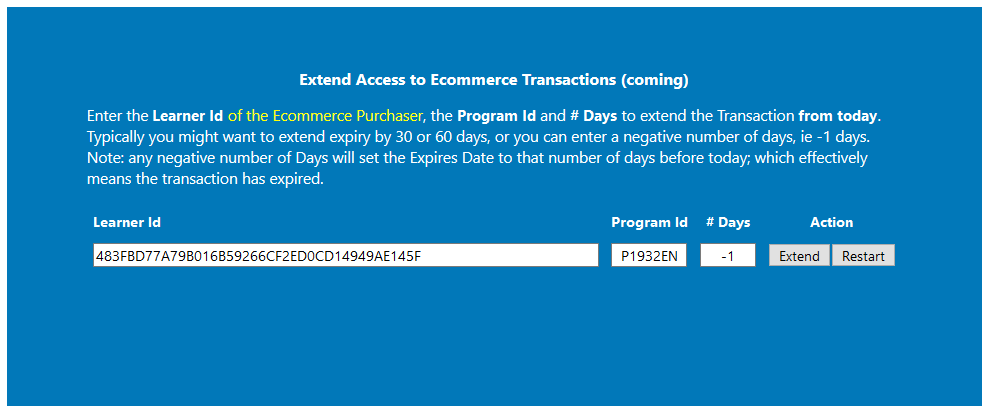 Extend Access to Ecommerce Transactions (coming)
Enter the Learner Id of the Ecommerce Purchaser, the Program Id and # Days to extend the Transaction from today.
Typically you might want to extend expiry by 30 or 60 days, or you can enter a negative number of days, ie -1 days.
Note: any negative number of Days will set the Expires Date to that number of days before today; which effectively
means the transaction has expired.
Learner Id Program Id # Days Action
483FBD77A79B016B59266CF2ED0CD14949AE145F P1932EN -1 Extend Restart